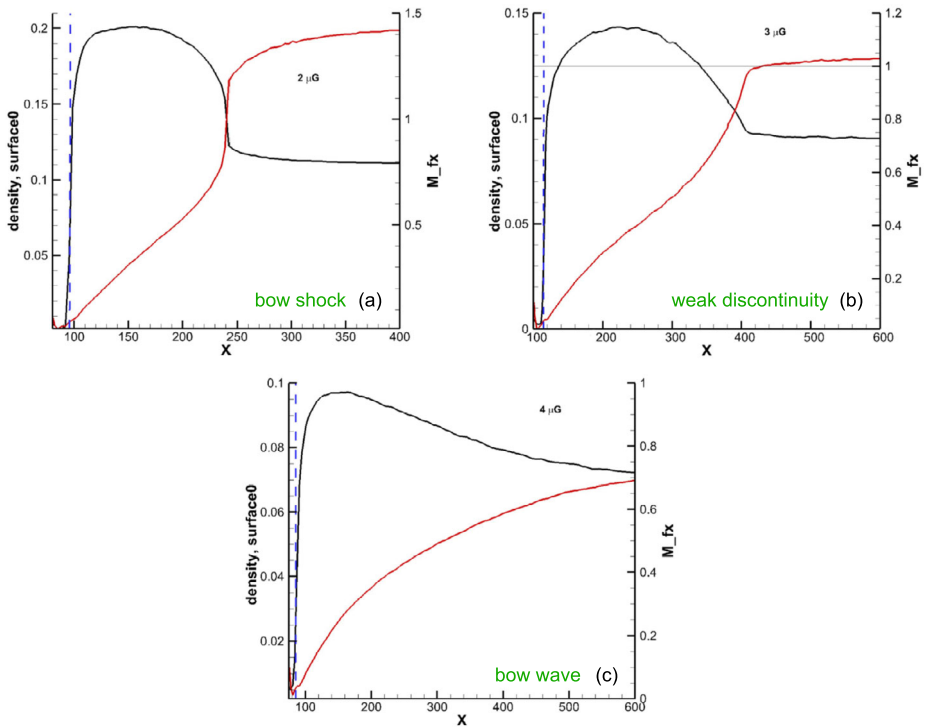 0.2
0.15
0.1
0.05
density, surface0
1.5
1
0.5
0
M_fx
2 μG
bow shock (a)
100 150 200 250 300 350 400
X
0.15
0.1
0.05
0
density, surface0
1.2
1
0.8
0.6
0.4
0.2
0
M_fx
3 μG
weak discontinuity (b)
100 200 300 400 500 600
X
0.1
0.08
0.06
0.04
0.02
density, surface0
1
0.8
0.6
0.4
0.2
0
M_fx
4 μG
bow wave (c)
100 200 300 400 500 600
X